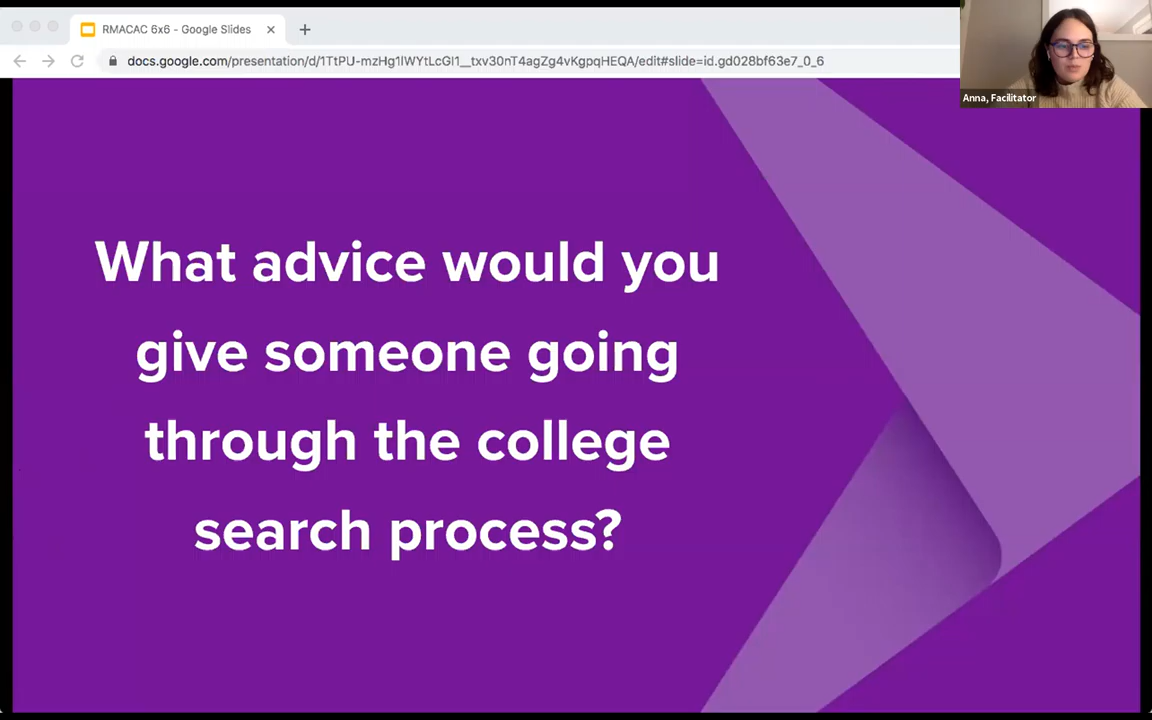 RMACAC 6x6 - Google Slides
docs.google.com/presentation/d/1TtPU-mzHg1lWYtLcGl1__txv30nT4agZg4vKgpqHEQA/edit#slide=id.gd028bf63e7_0_6
Anna, Facilitator
What advice would you
give someone going
through the college
search process?